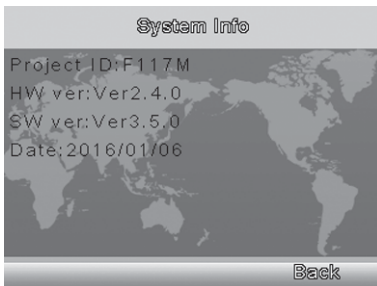 System Info
Project ID:F117M
HW ver:Ver2.4.0
SW ver:Ver3.5.0
Date:2016/01/06
Back